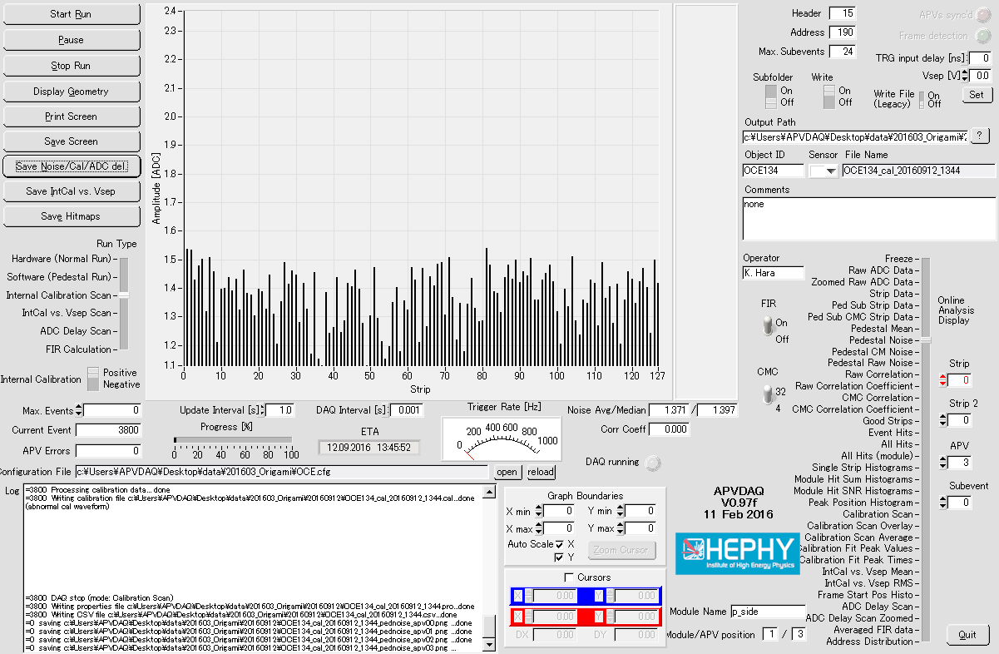 Start Run
Pause
Stop Run
Display Geometry
Print Screen
Save Screen
Save Noise/Cal/ADC del.
Save IntCal vs. Vsep
Save Hitmaps
Run Type
Hardware (Normal Run)
Software (Pedestal Run)
Internal Calibration Scan
IntCal vs. Vsep Scan
ADC Delay Scan
FIR Calculation
Internal Calibration
Positive
Negative
Amplitude [ADC]
2.4
2.3
2.2
2.1
2.0
1.9
1.8
1.7
1.6
1.5
1.4
1.3
1.2
1.1
0 10 20 30 40 50 60 70 80 90 100 110 120 127
Strip
Header 15
Address 190
Max. Subevents 24
APVs sync'd
Frame detection
TRG input delay [ns] 0
Vsep [V] 0.0
Subfolder
On
Off
Write
On
Off
Write File
(Legacy)
On
Off
Set
Output Path
c:¥Users¥APVDAQ¥Desktop¥data¥201603_Origami¥2
?
Object ID Sensor File Name
OCE134 OCE134_cal_20160912_1344
Comments
none
Operator
K. Hara
FIR
On
Off
CMC
32
4
Freeze
Raw ADC Data
Zoomed Raw ADC Data
Strip Data
Ped Sub Strip Data
Ped Sub CMC Strip Data
Pedestal Mean
Pedestal Noise
Pedestal CM Noise
Pedestal Raw Noise
Raw Correlation
Raw Correlation Coefficient
CMC Correlation
CMC Correlation Coefficient
Good Strips
Event Hits
All Hits
All Hits (module)
Single Strip Histograms
Module Hit Sum Histograms
Module Hit SNR Histograms
Peak Position Histogram
Calibration Scan
Calibration Scan Overlay
Calibration Scan Average
Calibration Fit Peak Values
Calibration Fit Peak Times
IntCal vs. Vsep Mean
IntCal vs. Vsep RMS
Frame Start Pos Histo
ADC Delay Scan
ADC Delay Scan Zoomed
Averaged FIR data
Address Distribution
Online
Analysis
Display
Strip
0
Strip 2
0
APV
3
Subevent
0
Quit
Max. Events 0
Current Event 3800
APV Errors 0
Update Interval [s] 1.0
DAQ Interval [s] 0.001
Progress [%]
0 20 40 60 80 100
ETA
12.09.2016 13:45:52
Trigger Rate [Hz]
0 200 400 600 800 1000
Noise Avg/Median 1.371 / 1.397
Corr Coeff 0.000
DAQ running
onfiguration File c:¥Users¥APVDAQ¥Desktop¥data¥201603_Origami¥OCE.cfg
open
reload
Log
=3800 Processing calibration data... done
=3800 Writing calibration file c:¥Users¥APVDAQ¥Desktop¥data¥201603_Origami¥20160912¥OCE134_cal_20160912_1344.cal...done
(abnormal cal waveform)
=3800 DAQ stop (mode: Calibration Scan)
=3800 Writing properties file c:¥Users¥APVDAQ¥Desktop¥data¥201603_Origami¥20160912¥OCE134_cal_20160912_1344.pro...done
=3800 Writing CSV file c:¥Users¥APVDAQ¥Desktop¥data¥201603_Origami¥20160912¥OCE134_cal_20160912_1344.csv...done
=0 saving c:¥Users¥APVDAQ¥Desktop¥data¥201603_Origami¥20160912¥OCE134_cal_20160912_1344_pednoise_apv00.png ...done
=0 saving c:¥Users¥APVDAQ¥Desktop¥data¥201603_Origami¥20160912¥OCE134_cal_20160912_1344_pednoise_apv01.png ...done
=0 saving c:¥Users¥APVDAQ¥Desktop¥data¥201603_Origami¥20160912¥OCE134_cal_20160912_1344_pednoise_apv02.png ...done
=0 saving c:¥Users¥APVDAQ¥Desktop¥data¥201603_Origami¥20160912¥OCE134_cal_20160912_1344_pednoise_apv03.png ...
Graph Boundaries
X min 0 Y min 0
X max 0 Y max 0
Auto Scale X
Y
Zoom Cursor
Cursors
X 0.00 Y 0.00
X 0.00 Y 0.00
DX 0.00 DY 0.00
APVDAQ
V0.97f
11 Feb 2016
HEPHY
Institute of High Energy Physics
Module Name p_side
Module/APV position 1 / 3